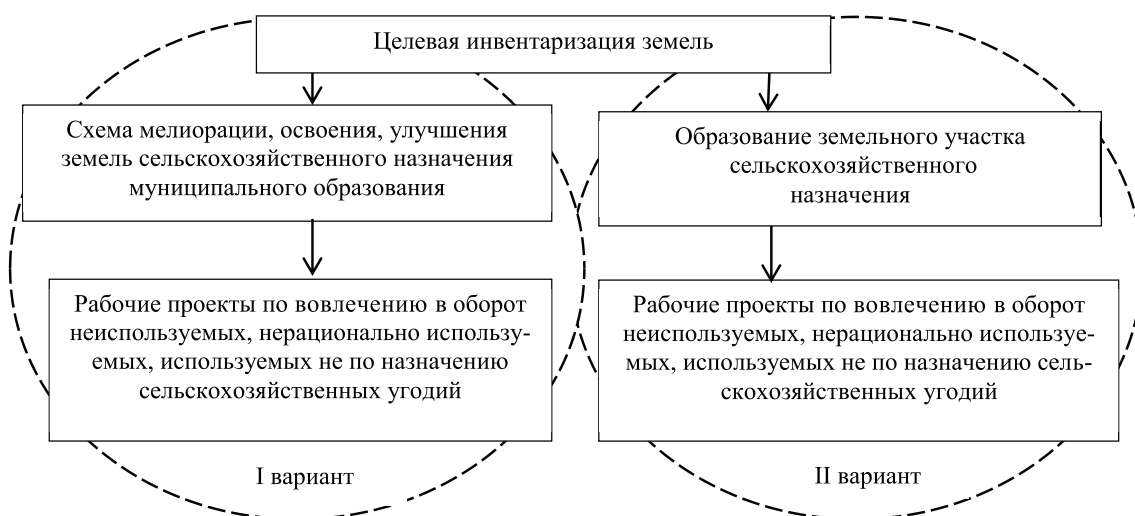 Целевая инвентаризация земель
Схема мелиорации, освоения, улучшения
земель сельскохозяйственного назначения
муниципального образования
Образование земельного участка
сельскохозяйственного
назначения
Рабочие проекты по вовлечению в оборот
неиспользуемых, нерационально использу-
емых, используемых не по назначению
сельскохозяйственных угодий
Рабочие проекты по вовлечению в оборот
неиспользуемых, нерационально используе-
мых, используемых не по назначению сель-
скохозяйственных угодий
I вариант
II вариант